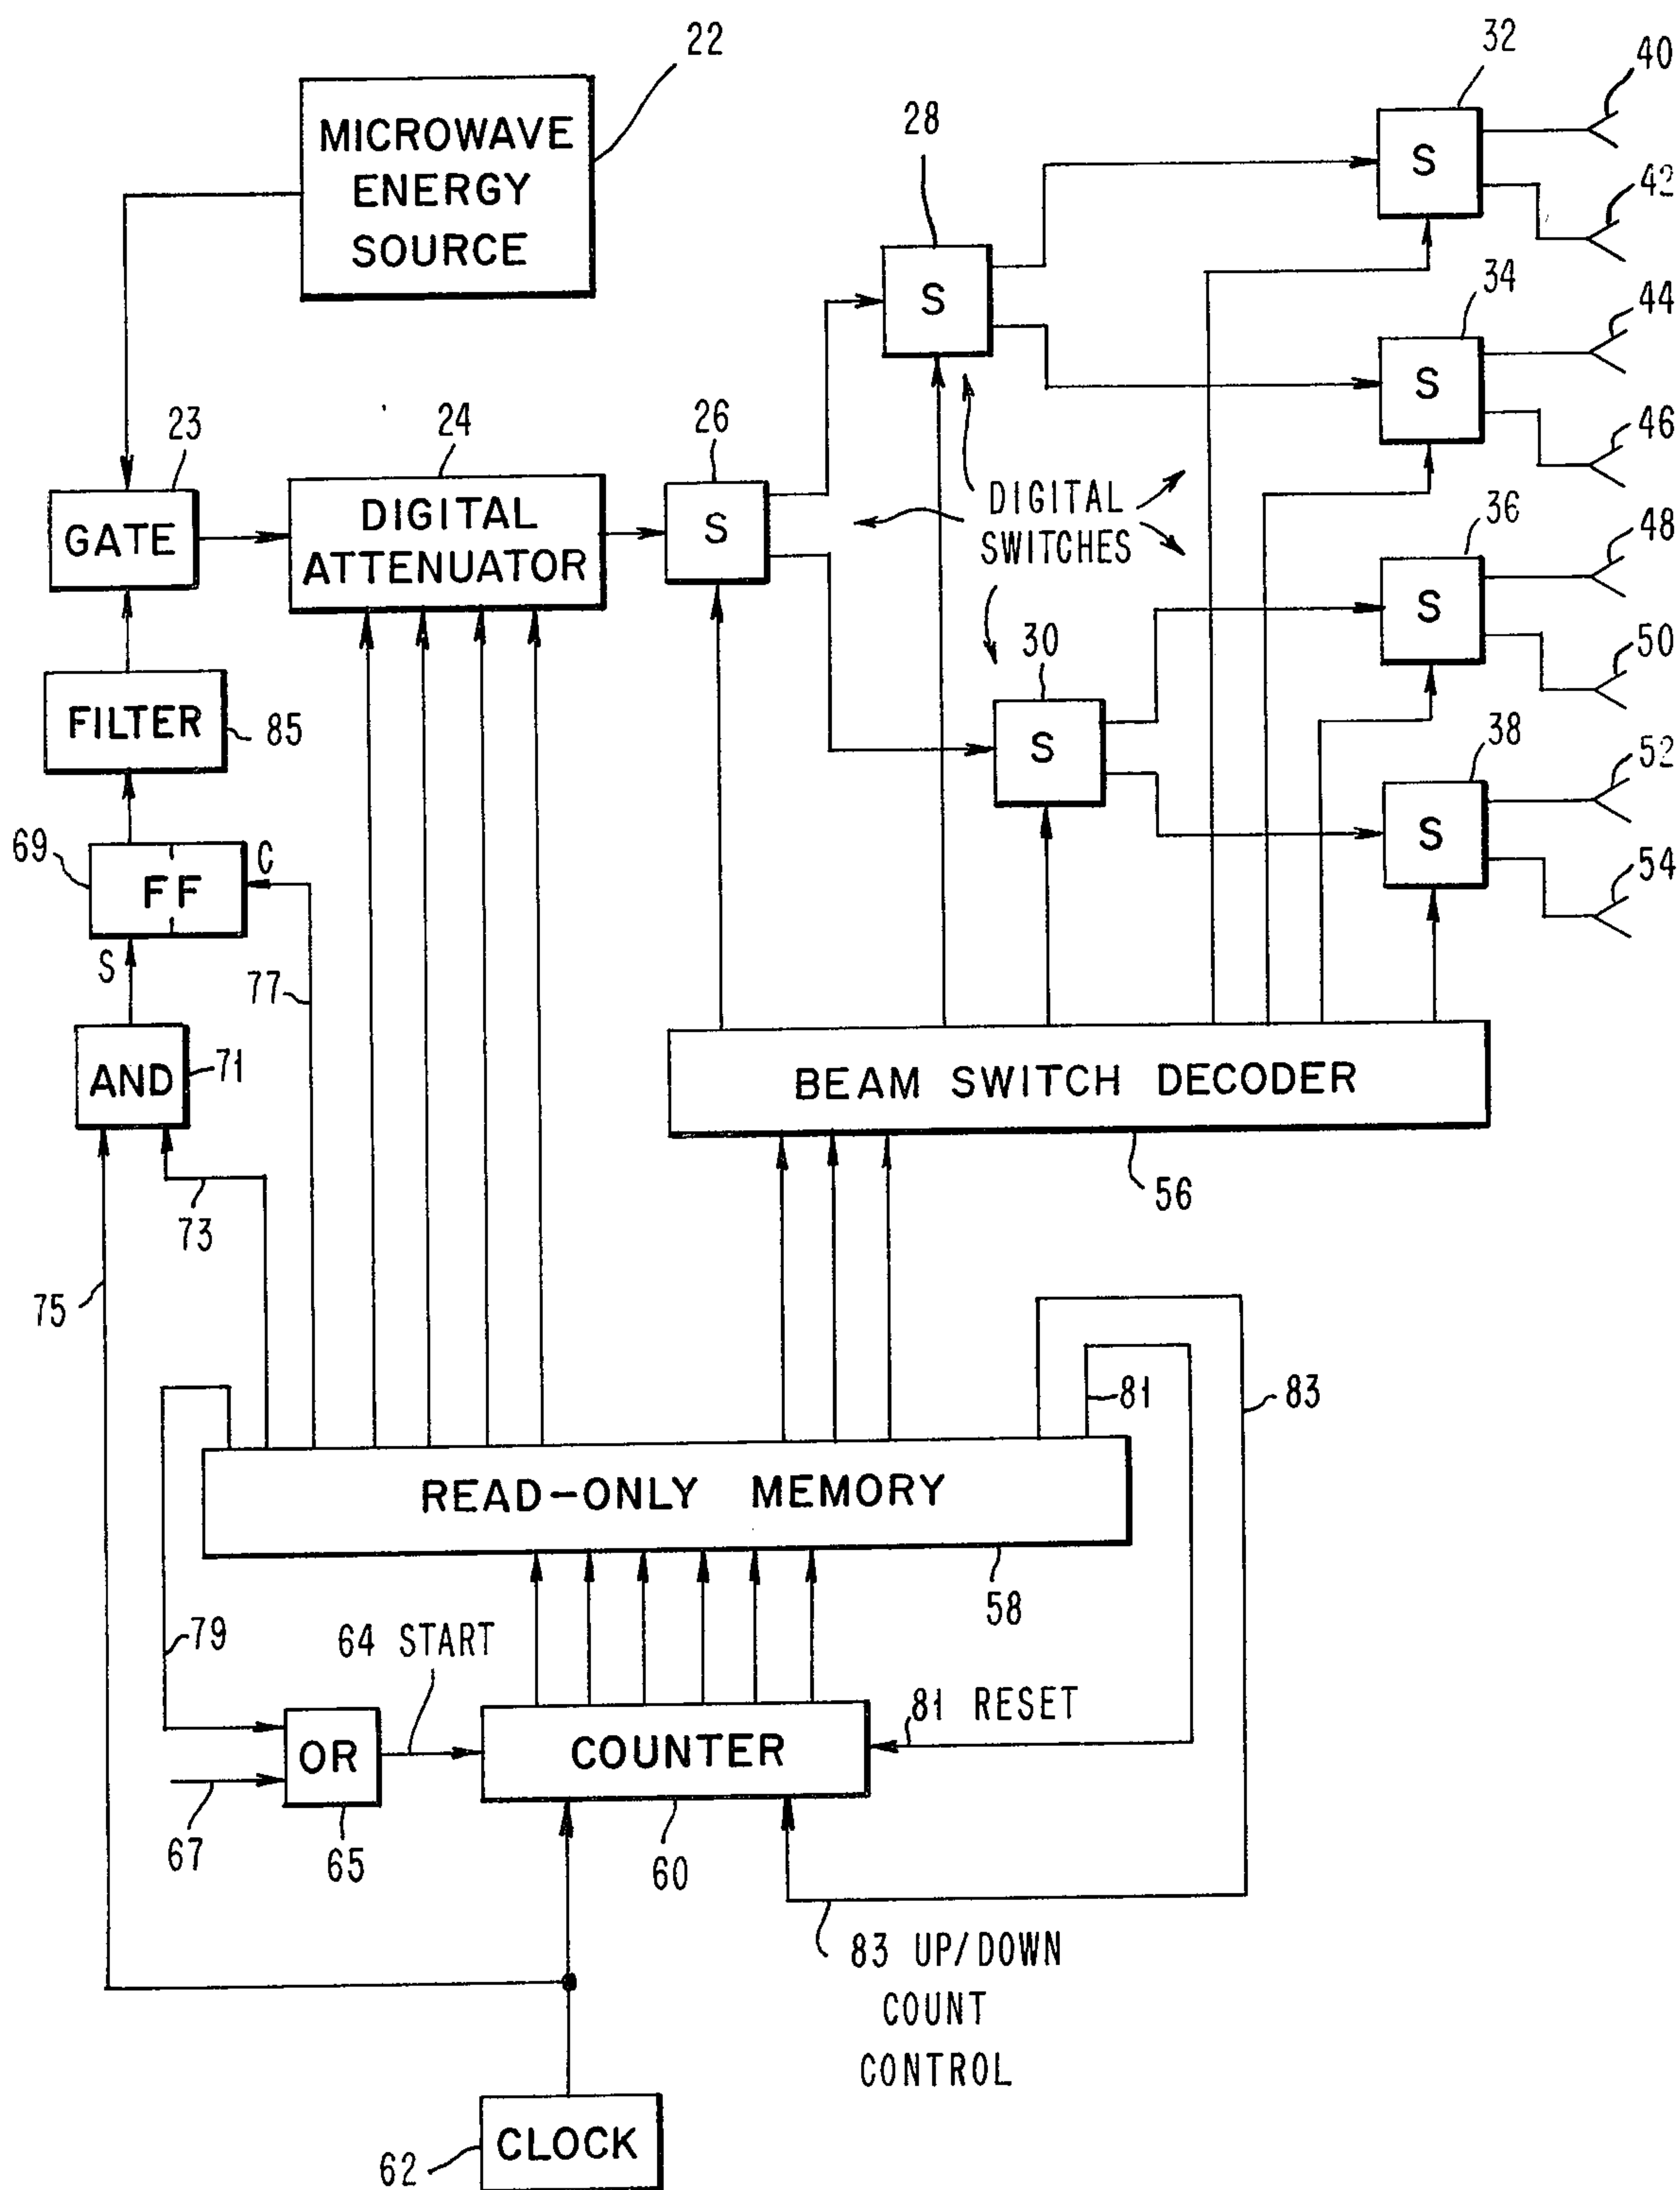 22
MICROWAVE
ENERGY
SOURCE
32
40
S
42
28
S
34
44
S
46
23
GATE
24
DIGITAL
ATTENUATOR
26
S
DIGITAL
SWITCHES
36
48
S
50
30
S
38
52
S
54
FILTER
85
69
FF
C
S
77
AND
71
73
75
BEAM SWITCH DECODER
56
81
83
READ-ONLY MEMORY
58
79
64 START
81 RESET
OR
COUNTER
67
65
60
83 UP/DOWN
COUNT
CONTROL
CLOCK
62